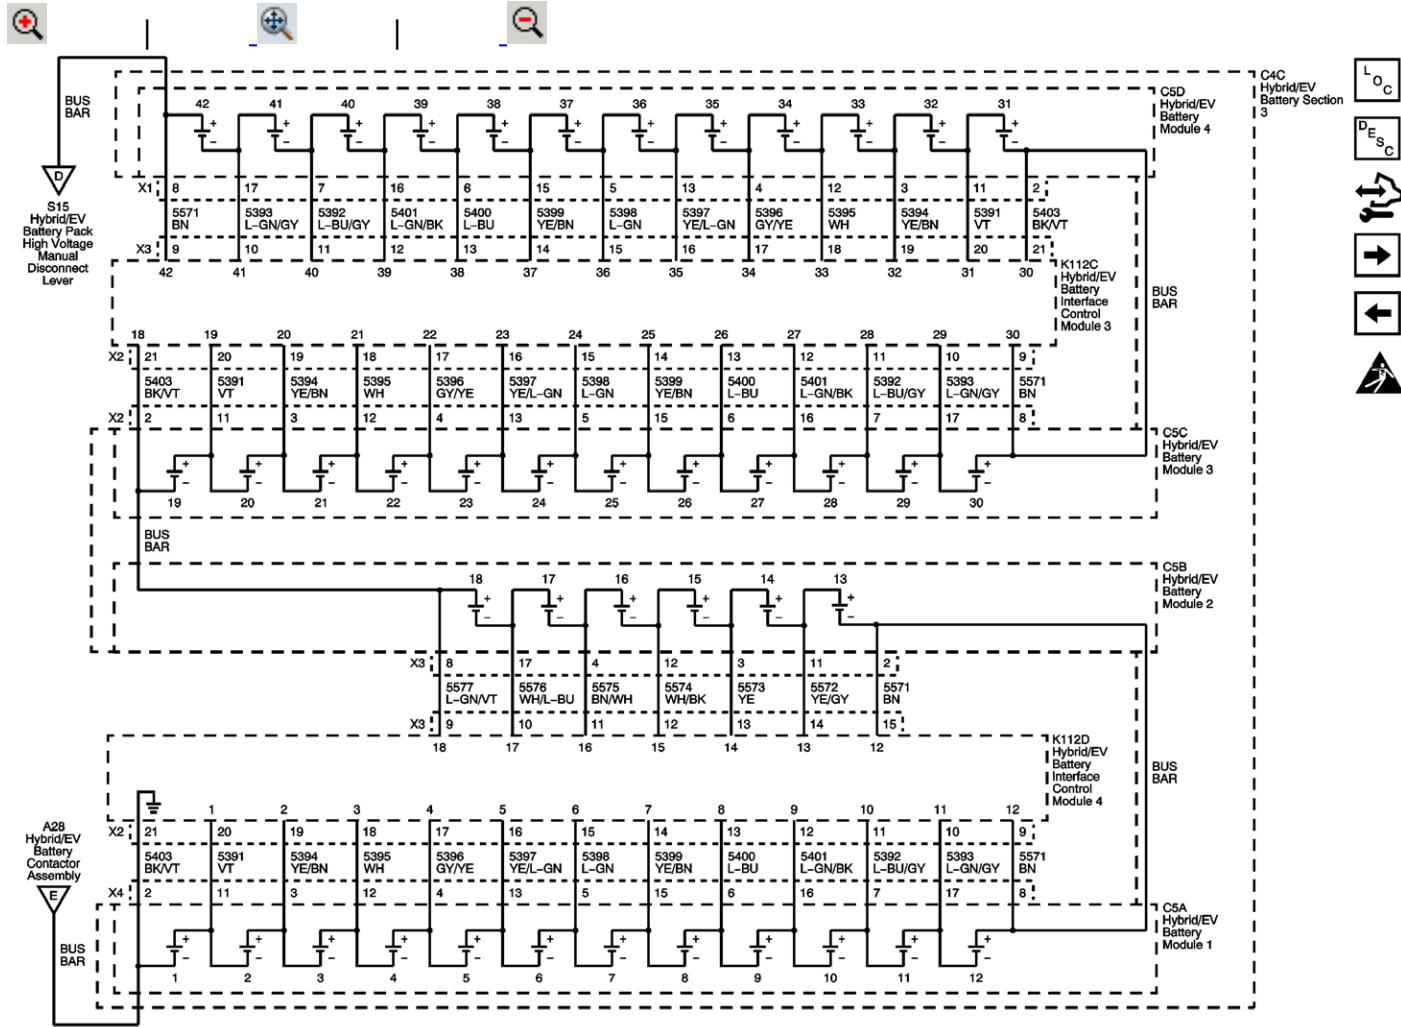 C4C
Hybrid/EV
Battery Section
3
L
O
C
BUS
BAR
42 41 40 39 38 37 36 35 34 33 32 31
C5D
Hybrid/EV
Battery
Module 4
D
E
S
C
+ + + + + + + + + + + +
− − − − − − − − − − − −
D
S15
Hybrid/EV
Battery Pack
High Voltage
Manual
Disconnect
Lever
X1 8 17 7 16 6 15 5 13 4 12 3 11 2
5571 5393 5392 5401 5400 5399 5398 5397 5396 5395 5394 5391 5403
BN L-GN/GY L-BU/GY L-GN/BK L-BU YE/BN L-GN YE/L-GN GY/YE WH YE/BN VT BK/VT
X3 9 10 11 12 13 14 15 16 17 18 19 20 21
42 41 40 39 38 37 36 35 34 33 32 31 30
K112C
Hybrid/EV
Battery
Interface
Control
Module 3
BUS
BAR
18 19 20 21 22 23 24 25 26 27 28 29 30
X2 21 20 19 18 17 16 15 14 13 12 11 10 9
5403 5391 5394 5395 5396 5397 5398 5399 5400 5401 5392 5393 5571
BK/VT VT YE/BN WH GY/YE YE/L-GN L-GN YE/BN L-BU L-GN/BK L-BU/GY L-GN/GY BN
X2 2 11 3 12 4 13 5 15 6 16 7 17 8
C5C
Hybrid/EV
Battery
Module 3
+ + + + + + + + + + + +
− − − − − − − − − − − −
19 20 21 22 23 24 25 26 27 28 29 30
BUS
BAR
C5B
Hybrid/EV
Battery
Module 2
18 17 16 15 14 13
+ + + + + +
− − − − − −
X3 8 17 4 12 3 11 2
5577 5576 5575 5574 5573 5572 5571
L-GN/VT WH/L-BU BN/WH WH/BK YE YE/GY BN
X3 9 10 11 12 13 14 15
18 17 16 15 14 13 12
K112D
Hybrid/EV
Battery
Interface
Control
Module 4
BUS
BAR
1 2 3 4 5 6 7 8 9 10 11 12
A28
Hybrid/EV
Battery
Contactor
Assembly
E
X2 21 20 19 18 17 16 15 14 13 12 11 10 9
5403 5391 5394 5395 5396 5397 5398 5399 5400 5401 5392 5393 5571
BK/VT VT YE/BN WH GY/YE YE/L-GN L-GN YE/BN L-BU L-GN/BK L-BU/GY L-GN/GY BN
X4 2 11 3 12 4 13 5 15 6 16 7 17 8
C5A
Hybrid/EV
Battery
Module 1
BUS
BAR
+ + + + + + + + + + + +
− − − − − − − − − − − −
1 2 3 4 5 6 7 8 9 10 11 12